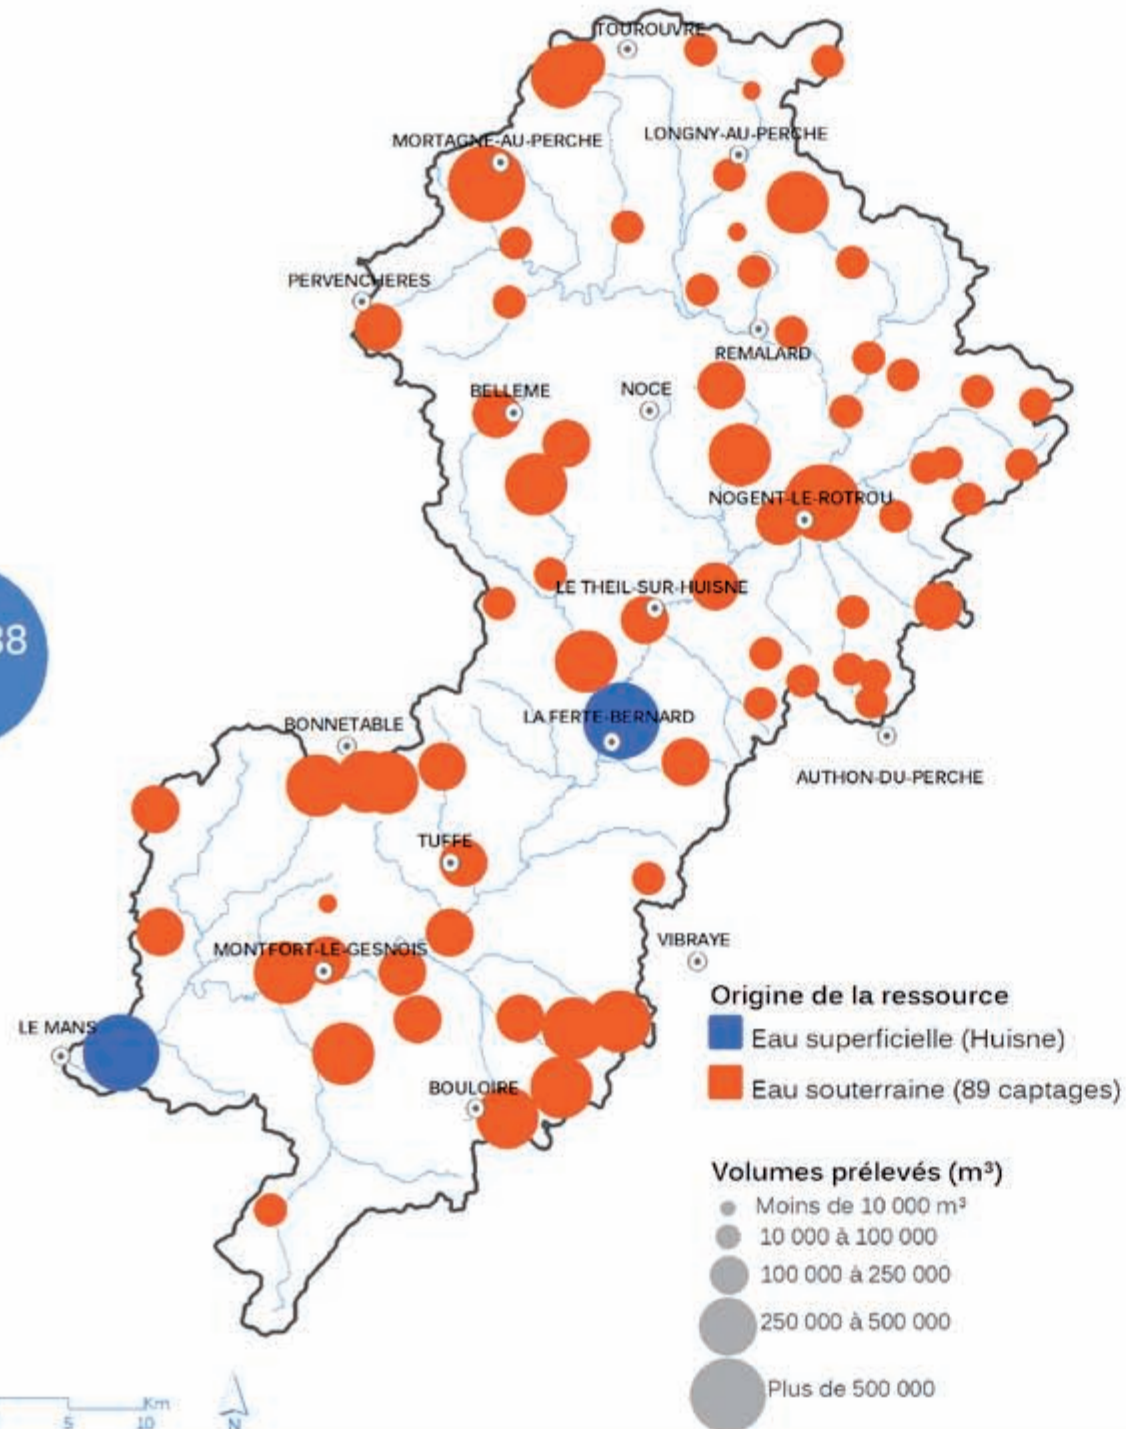 TOUROUVRE
MORTAGNE-AU-PERCHE
LONGNY-AU-PERCHE
PERVENCHERES
REMALARD
BELLEME
NOCE
NOGENT-LE-ROTROU
LE THEIL-SUR-HUISNE
38
LA FERTE-BERNARD
BONNETABLE
AUTHON-DU-PERCHE
TUFFE
VIBRAYE
MONTFORT-LE-GESNOIS
LE MANS
BOULOIRE
Origine de la ressource
Eau superficielle (Huisne)
Eau souterraine (89 captages)
Volumes prélevés (m³)
Moins de 10 000 m³
10 000 à 100 000
100 000 à 250 000
250 000 à 500 000
Plus de 500 000
Km
5 10
N